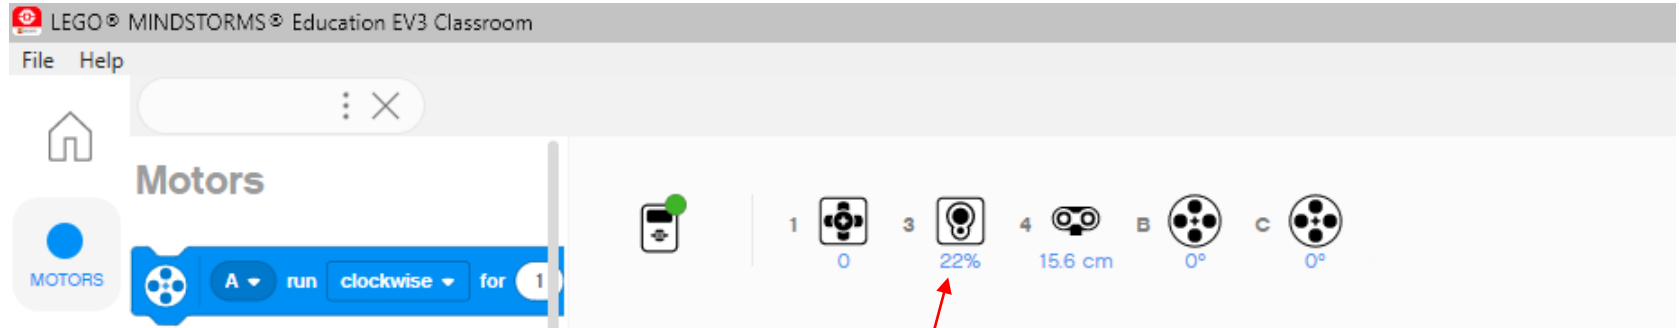 LEGO® MINDSTORMS® Education EV3 Classroom
File Help
Motors
1 3 4 B C
0 22% 15.6 cm 0° 0°
MOTORS
A run clockwise for 1